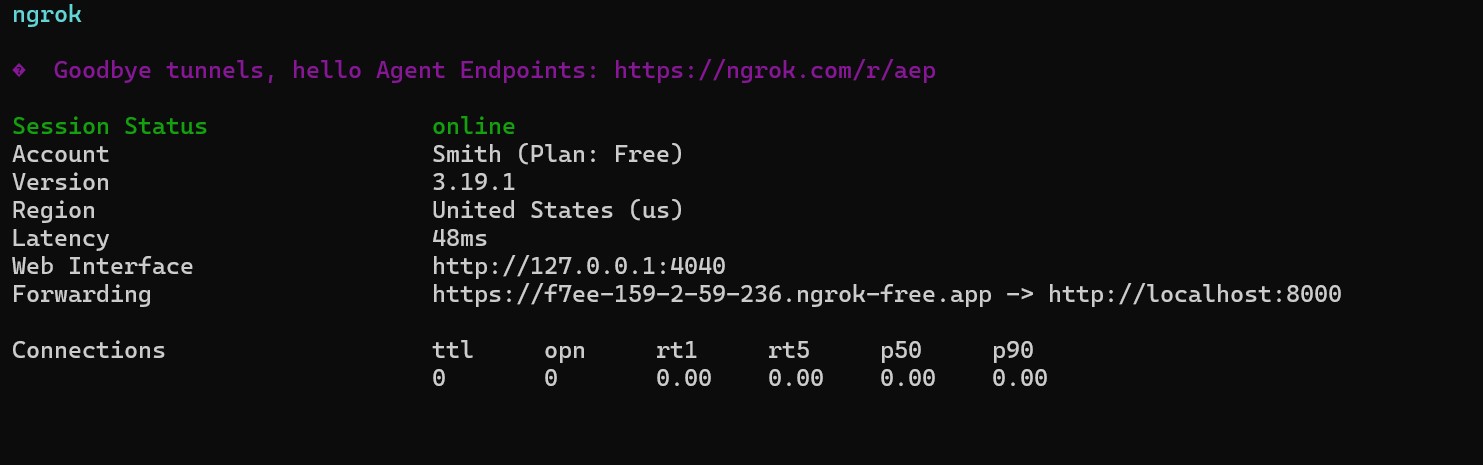 ngrok
� Goodbye tunnels, hello Agent Endpoints: https://ngrok.com/r/aep
Session Status online
Account Smith (Plan: Free)
Version 3.19.1
Region United States (us)
Latency 48ms
Web Interface http://127.0.0.1:4040
Forwarding https://f7ee-159-2-59-236.ngrok-free.app -> http://localhost:8000
Connections ttl opn rt1 rt5 p50 p90
0 0 0.00 0.00 0.00 0.00